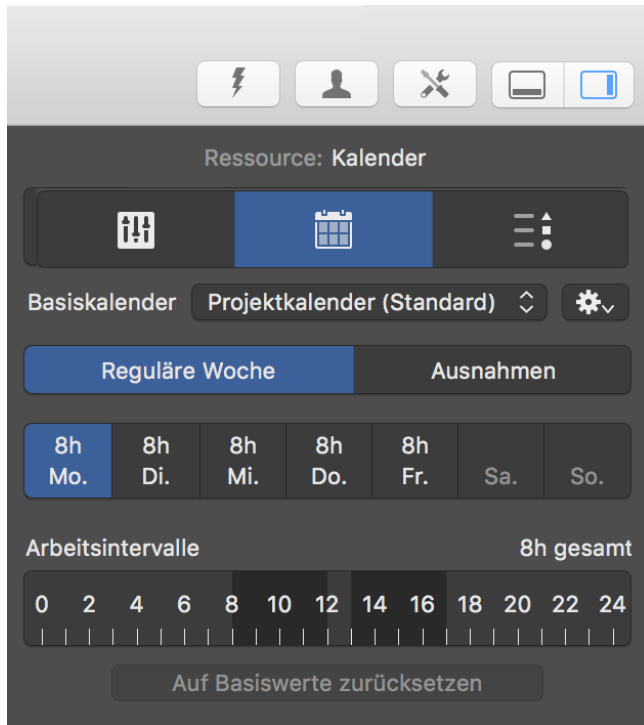 Ressource: Kalender
Basiskalender Projektkalender (Standard)
Reguläre Woche Ausnahmen
8h 8h 8h 8h 8h
Mo. Di. Mi. Do. Fr. Sa. So.
Arbeitsintervalle 8h gesamt
0 2 4 6 8 10 12 14 16 18 20 22 24
Auf Basiswerte zurücksetzen